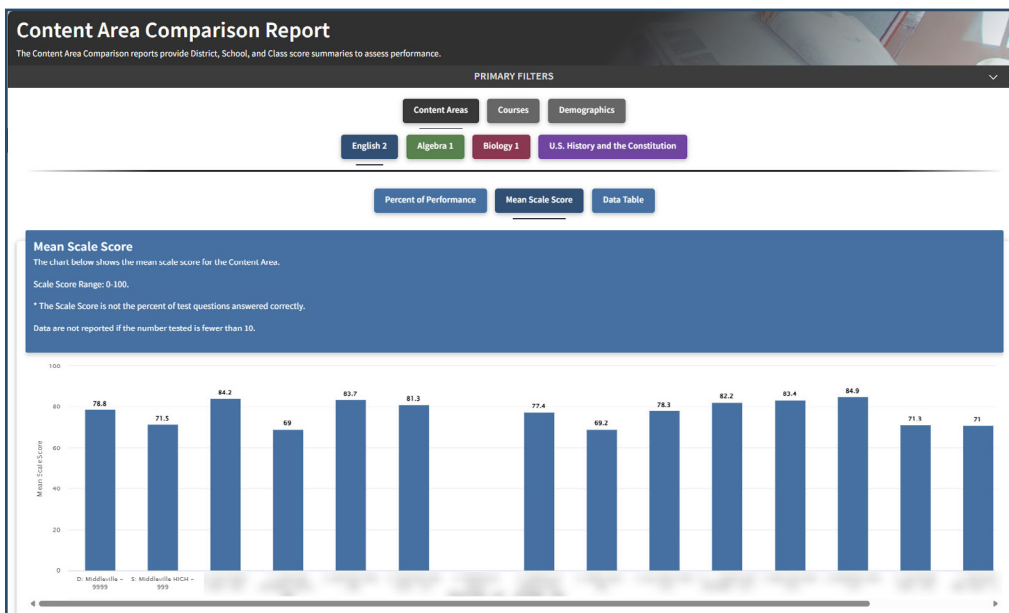 Content Area Comparison Report
The Content Area Comparison reports provide District, School, and Class score summaries to assess performance.
PRIMARY FILTERS
Content Areas Courses Demographics
English 2 Algebra 1 Biology 1 U.S. History and the Constitution
Percent of Performance Mean Scale Score Data Table
Mean Scale Score
The chart below shows the mean scale score for the Content Area.
Scale Score Range: 0-100.
* The Scale Score is not the percent of test questions answered correctly.
Data are not reported if the number tested is fewer than 10.
Mean Scale Score
100
80
60
40
20
0
78.8
71.5
84.2
69
83.7
81.3
77.4
69.2
78.3
82.2
83.4
84.9
71.3
71
D: Middleville -
9999
S: Middleville HIGH -
999